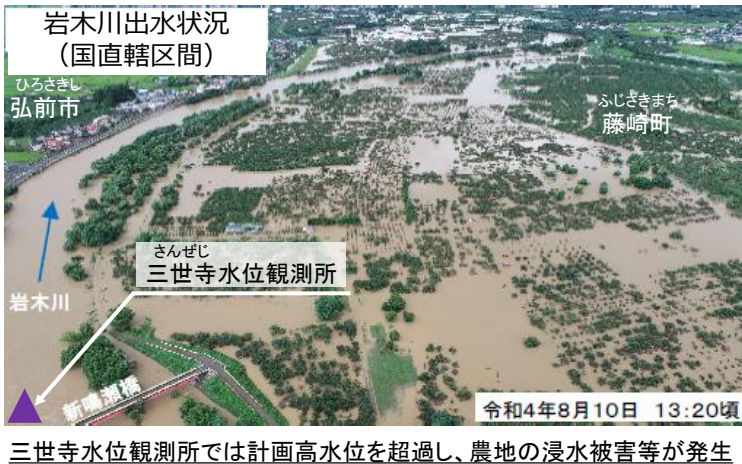 岩木川出水状況
（国直轄区間）
ひろさきし
弘前市
ふじさきまち
藤崎町
さんぜじ
三世寺水位観測所
岩木川
新鳴瀬橋
令和4年8月10日 13:20頃
三世寺水位観測所では計画高水位を超過し、農地の浸水被害等が発生